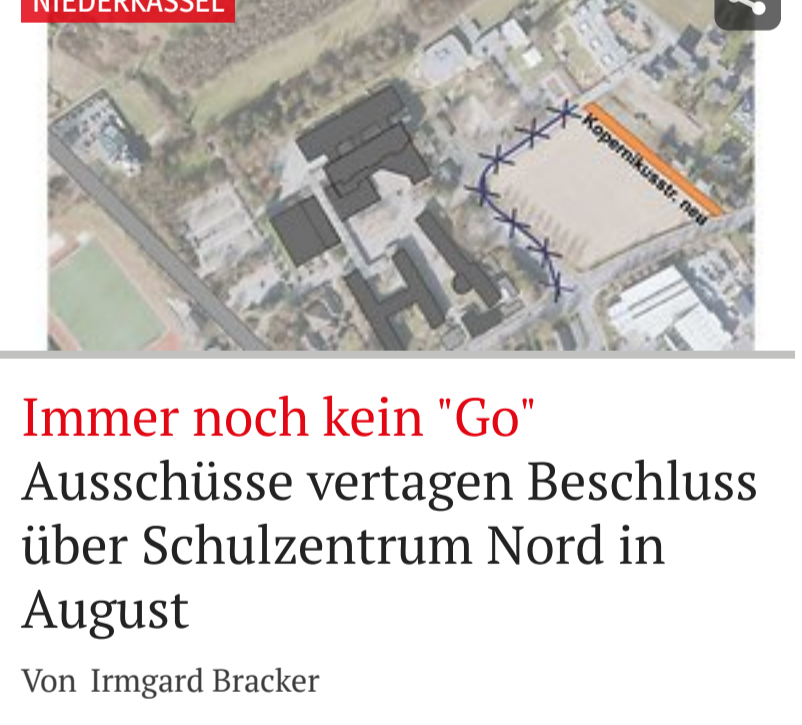 NIEDERKASSEL
Kopernikusstr. neu
Immer noch kein "Go"
Ausschüsse vertagen Beschluss
über Schulzentrum Nord in
August
Von Irmgard Bracker